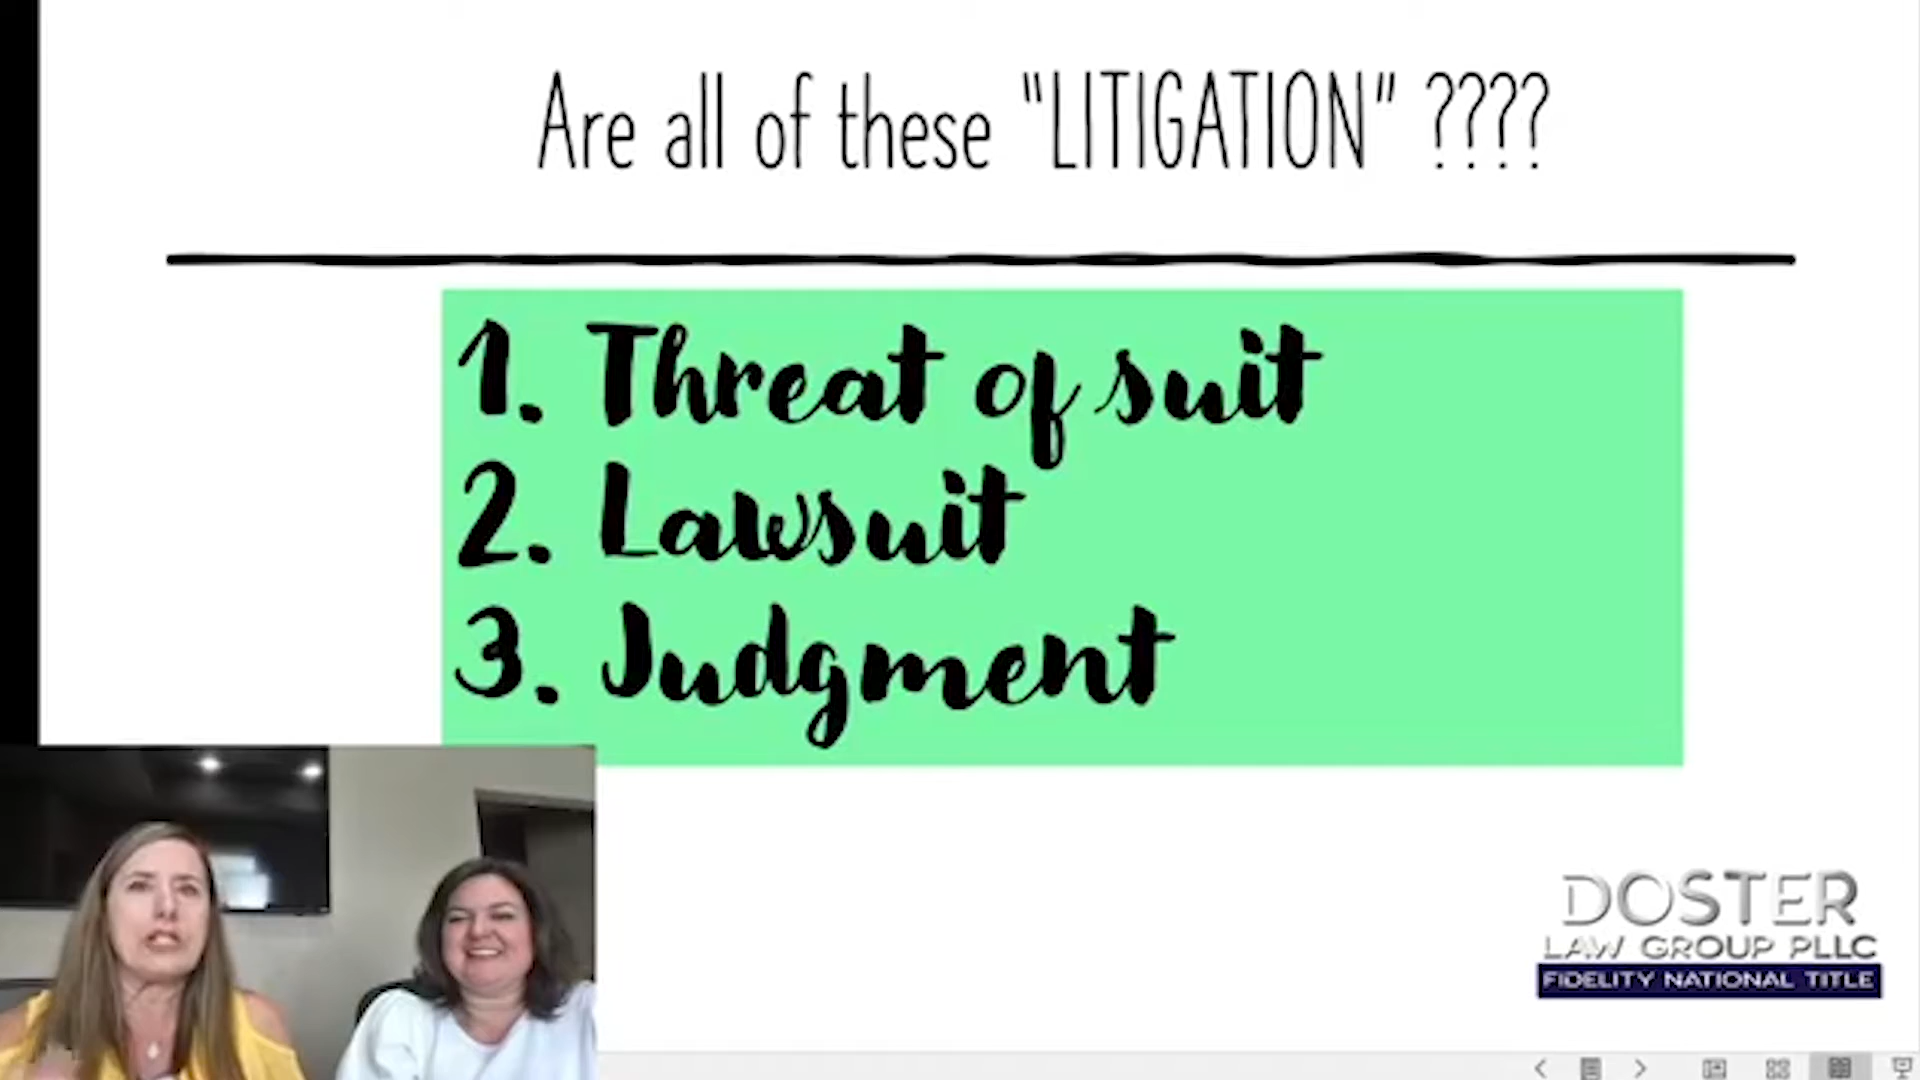 Are all of these “LITIGATION” ????
1. Threat of suit
2. Lawsuit
3. Judgment
DOSTER
LAW GROUP PLLC
FIDELITY NATIONAL TITLE